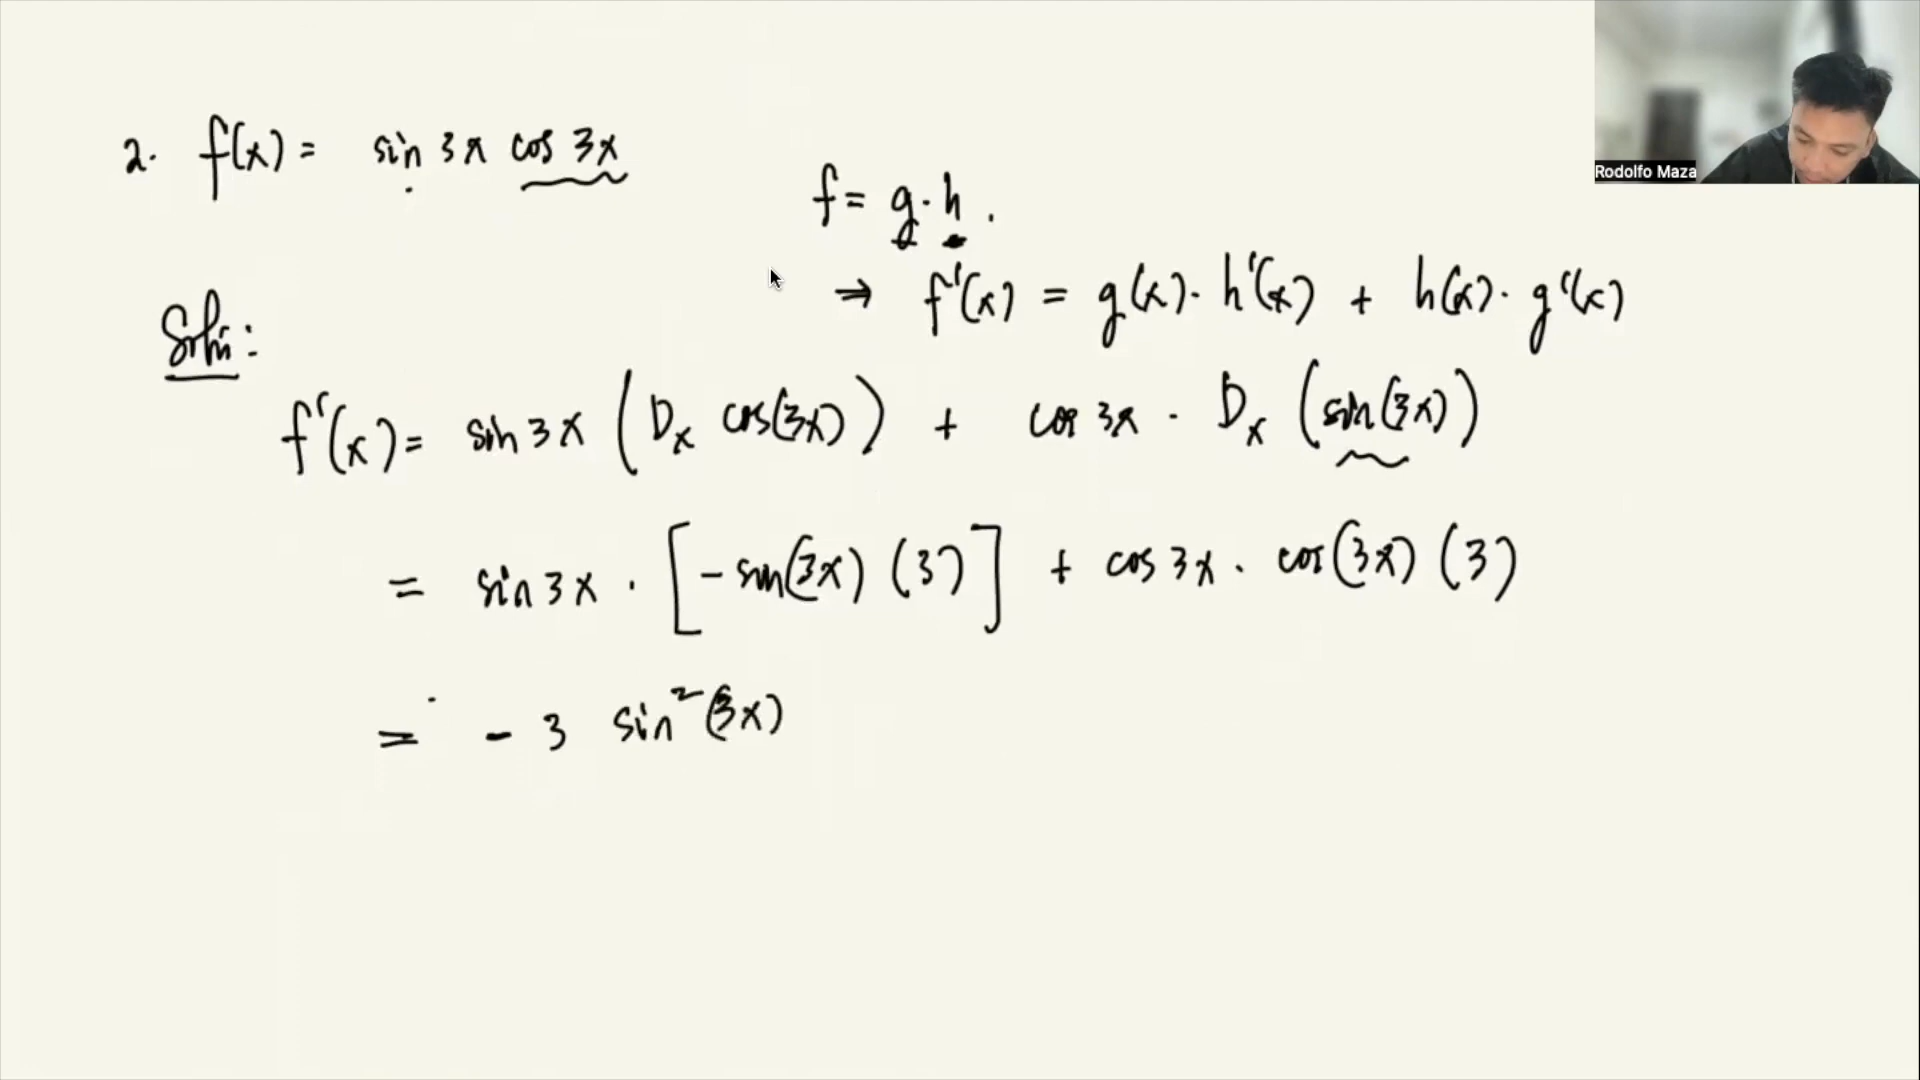 2. f(x) = sin 3x cos 3x
Rodolfo Maza
f = g · h .
⇒ f'(x) = g(x) · h'(x) + h(x) · g'(x)
Soln:
f'(x) = sin 3x ( Dx cos(3x) ) + cos 3x · Dx ( sin(3x) )
= sin 3x · [ - sin(3x) (3) ] + cos 3x · cos(3x) (3)
= - 3 sin²(3x)